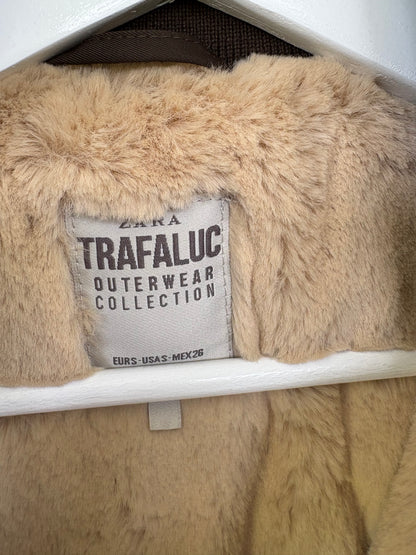 ZARA
TRAFALUC
OUTERWEAR
COLLECTION
EURS-USAS-MEX26